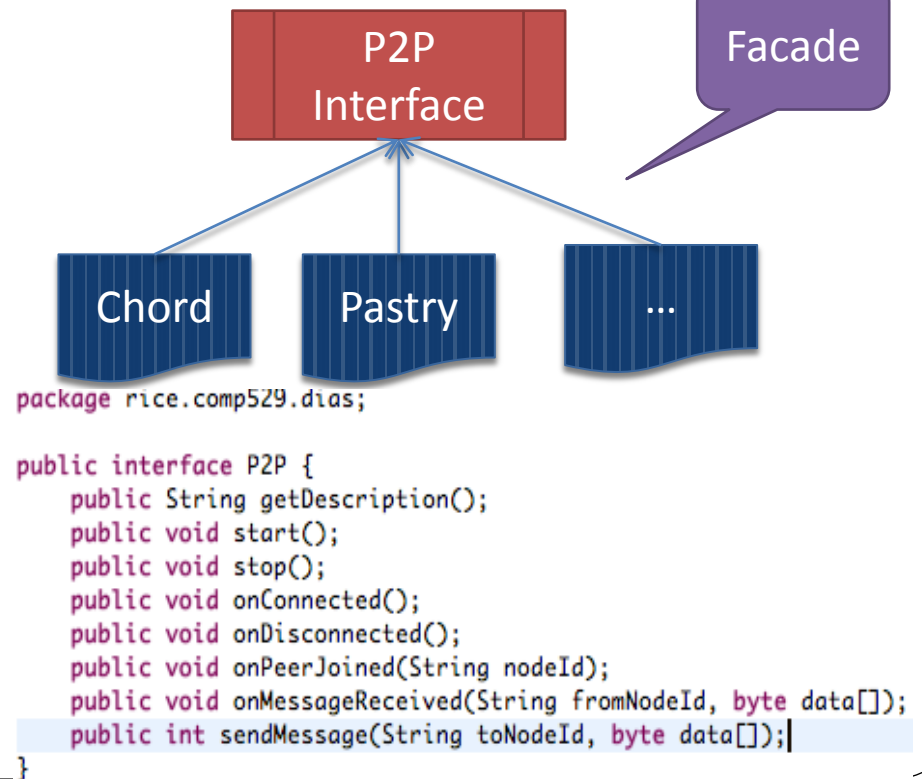 P2P
Interface
Facade
Chord
Pastry
...
package rice.comp529.dias;
public interface P2P {
public String getDescription();
public void start();
public void stop();
public void onConnected();
public void onDisconnected();
public void onPeerJoined(String nodeId);
public void onMessageReceived(String fromNodeId, byte data[]);
public int sendMessage(String toNodeId, byte data[]);
}